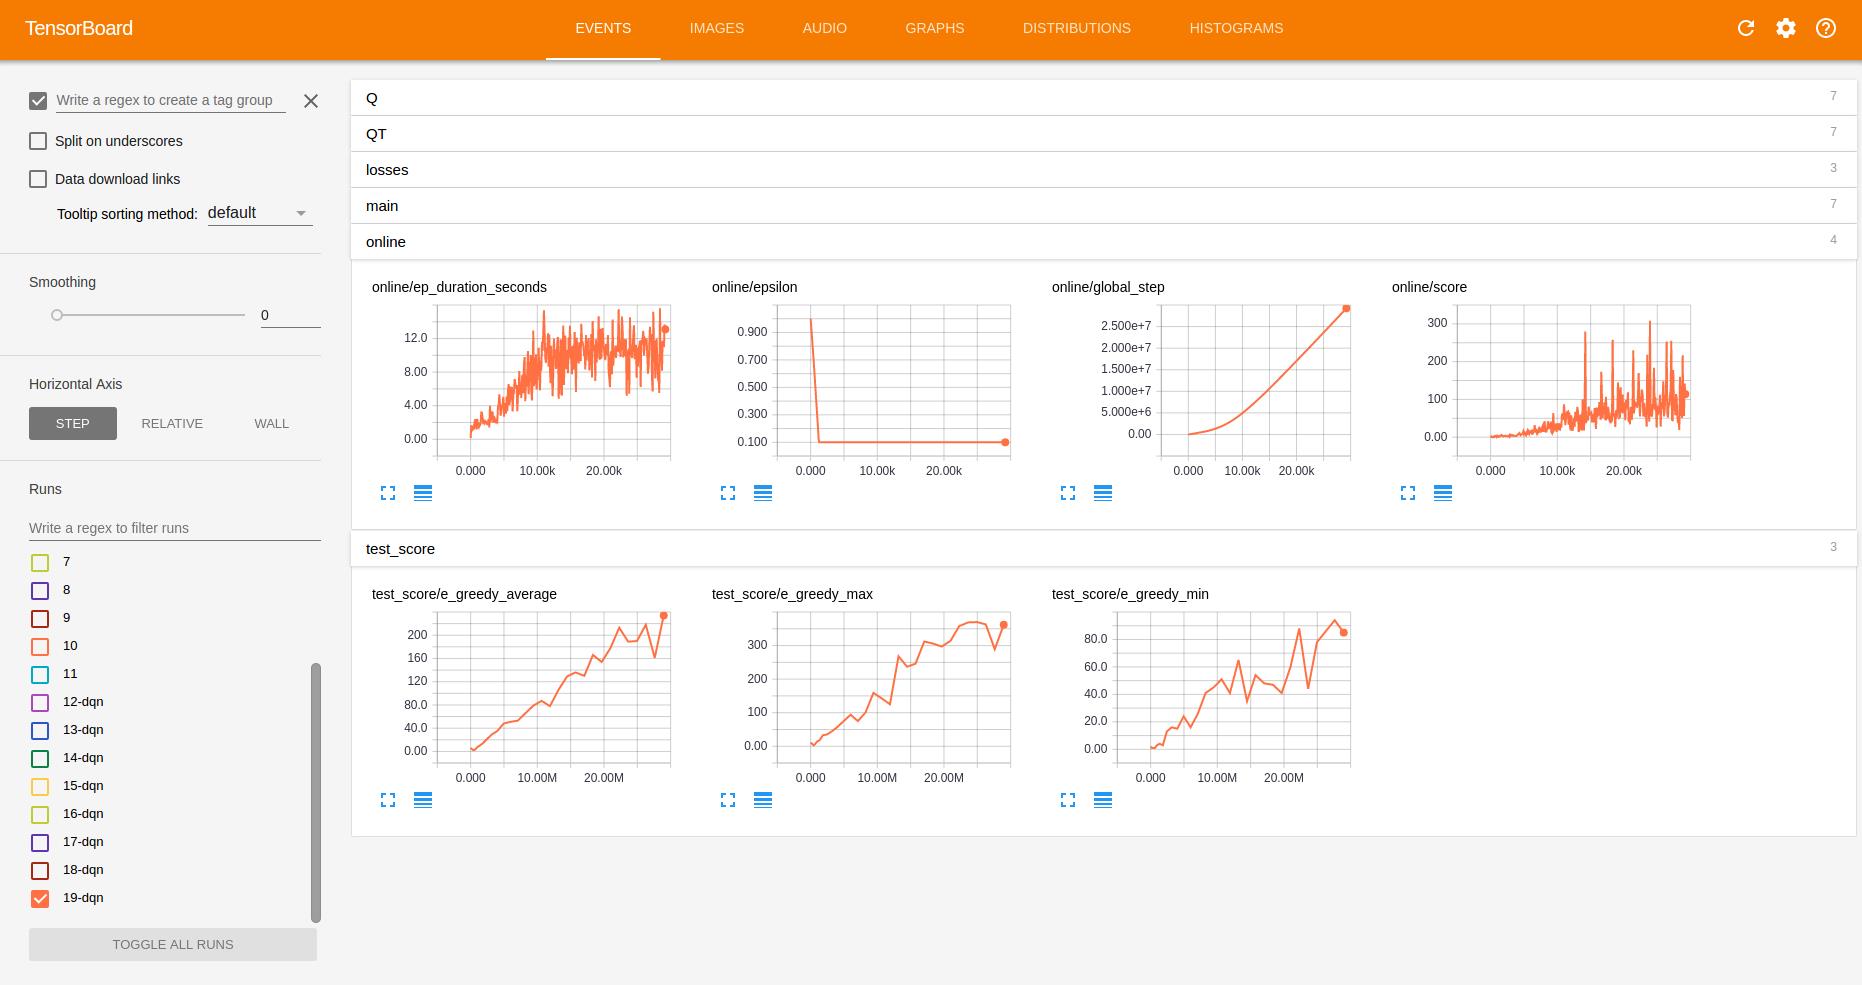 TensorBoard
EVENTS IMAGES AUDIO GRAPHS DISTRIBUTIONS HISTOGRAMS
Write a regex to create a tag group
Split on underscores
Data download links
Tooltip sorting method: default
Smoothing
0
Horizontal Axis
STEP RELATIVE WALL
Runs
Write a regex to filter runs
7
8
9
10
11
12-dqn
13-dqn
14-dqn
15-dqn
16-dqn
17-dqn
18-dqn
19-dqn
TOGGLE ALL RUNS
Q 7
QT 7
losses 3
main 7
online 4
online/ep_duration_seconds
12.0
8.00
4.00
0.00
0.000 10.00k 20.00k
online/epsilon
0.900
0.700
0.500
0.300
0.100
0.000 10.00k 20.00k
online/global_step
2.500e+7
2.000e+7
1.500e+7
1.000e+7
5.000e+6
0.00
0.000 10.00k 20.00k
online/score
300
200
100
0.00
0.000 10.00k 20.00k
test_score 3
test_score/e_greedy_average
200
160
120
80.0
40.0
0.00
0.000 10.00M 20.00M
test_score/e_greedy_max
300
200
100
0.00
0.000 10.00M 20.00M
test_score/e_greedy_min
80.0
60.0
40.0
20.0
0.00
0.000 10.00M 20.00M